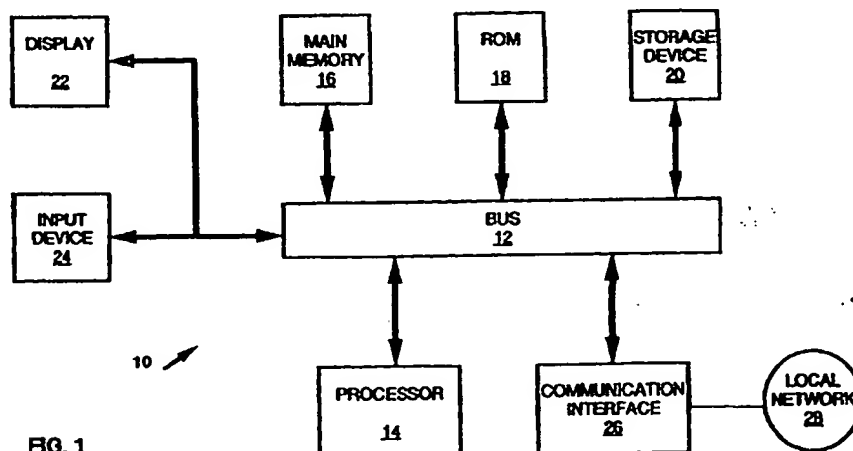 DISPLAY
22
MAIN
MEMORY
16
ROM
18
STORAGE
DEVICE
20
INPUT
DEVICE
24
BUS
12
10
PROCESSOR
14
COMMUNICATION
INTERFACE
26
LOCAL
NETWORK
28
FIG. 1